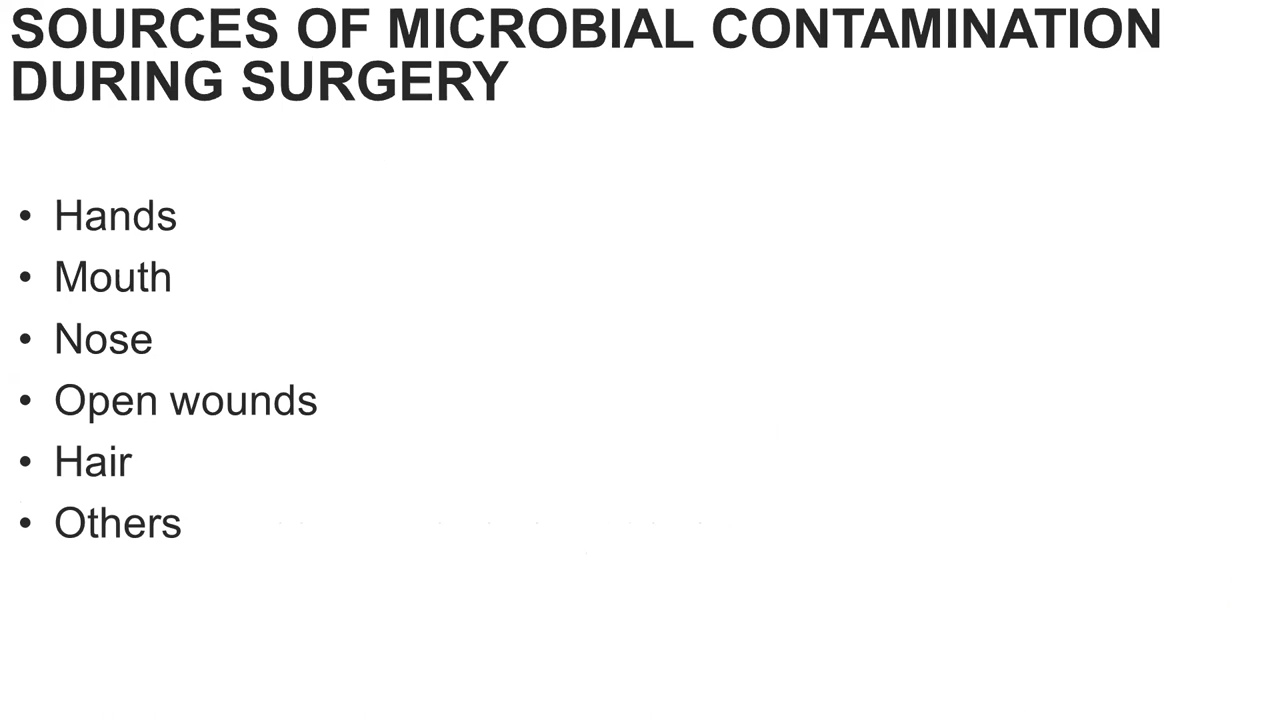 SOURCES OF MICROBIAL CONTAMINATION
DURING SURGERY
• Hands
• Mouth
• Nose
• Open wounds
• Hair
• Others